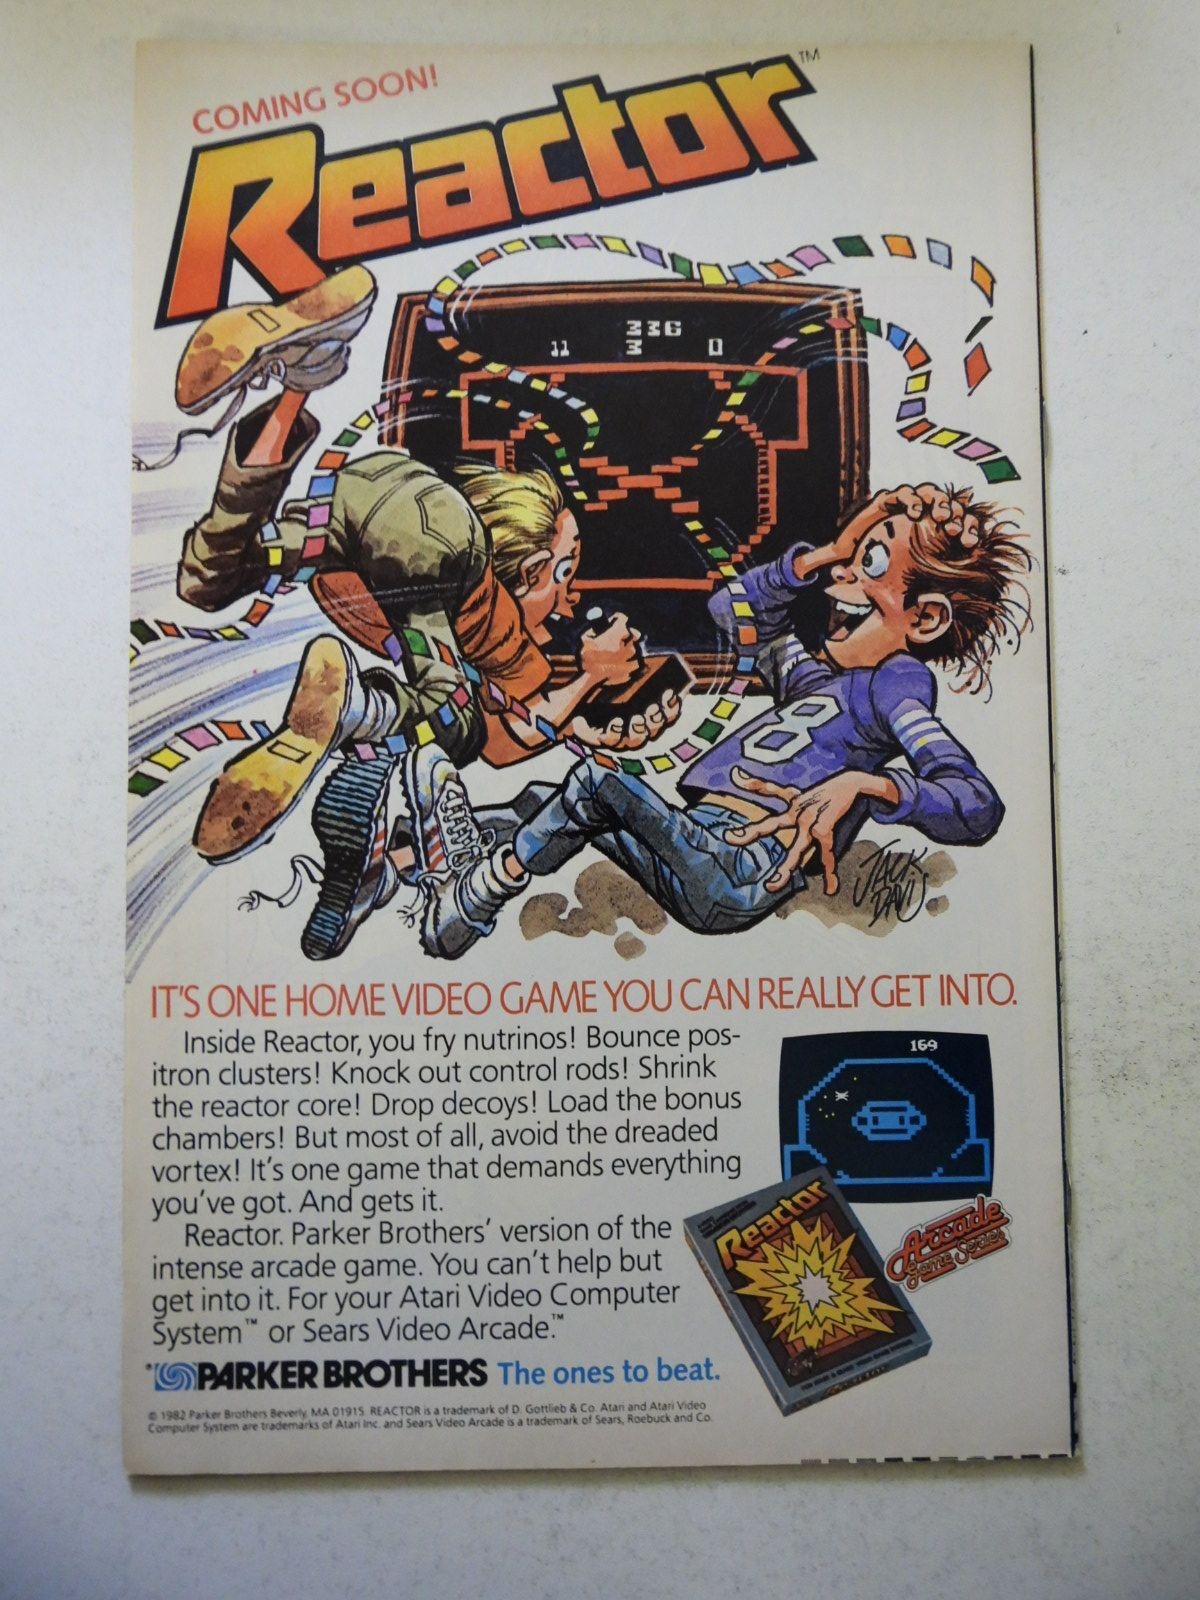 COMING SOON!
Reactor™
336
11 3 0
8
JACK DAVIS
IT'S ONE HOME VIDEO GAME YOU CAN REALLY GET INTO.
Inside Reactor, you fry nutrinos! Bounce pos-
itron clusters! Knock out control rods! Shrink
the reactor core! Drop decoys! Load the bonus
chambers! But most of all, avoid the dreaded
vortex! It's one game that demands everything
you've got. And gets it.
Reactor. Parker Brothers' version of the
intense arcade game. You can't help but
get into it. For your Atari Video Computer
System™ or Sears Video Arcade.™
169
Reactor
Arcade
Game Series
PARKER BROTHERS The ones to beat.
© 1982 Parker Brothers Beverly, MA 01915. REACTOR is a trademark of D. Gottlieb & Co. Atari and Atari Video
Computer System are trademarks of Atari Inc. and Sears Video Arcade is a trademark of Sears, Roebuck and Co.